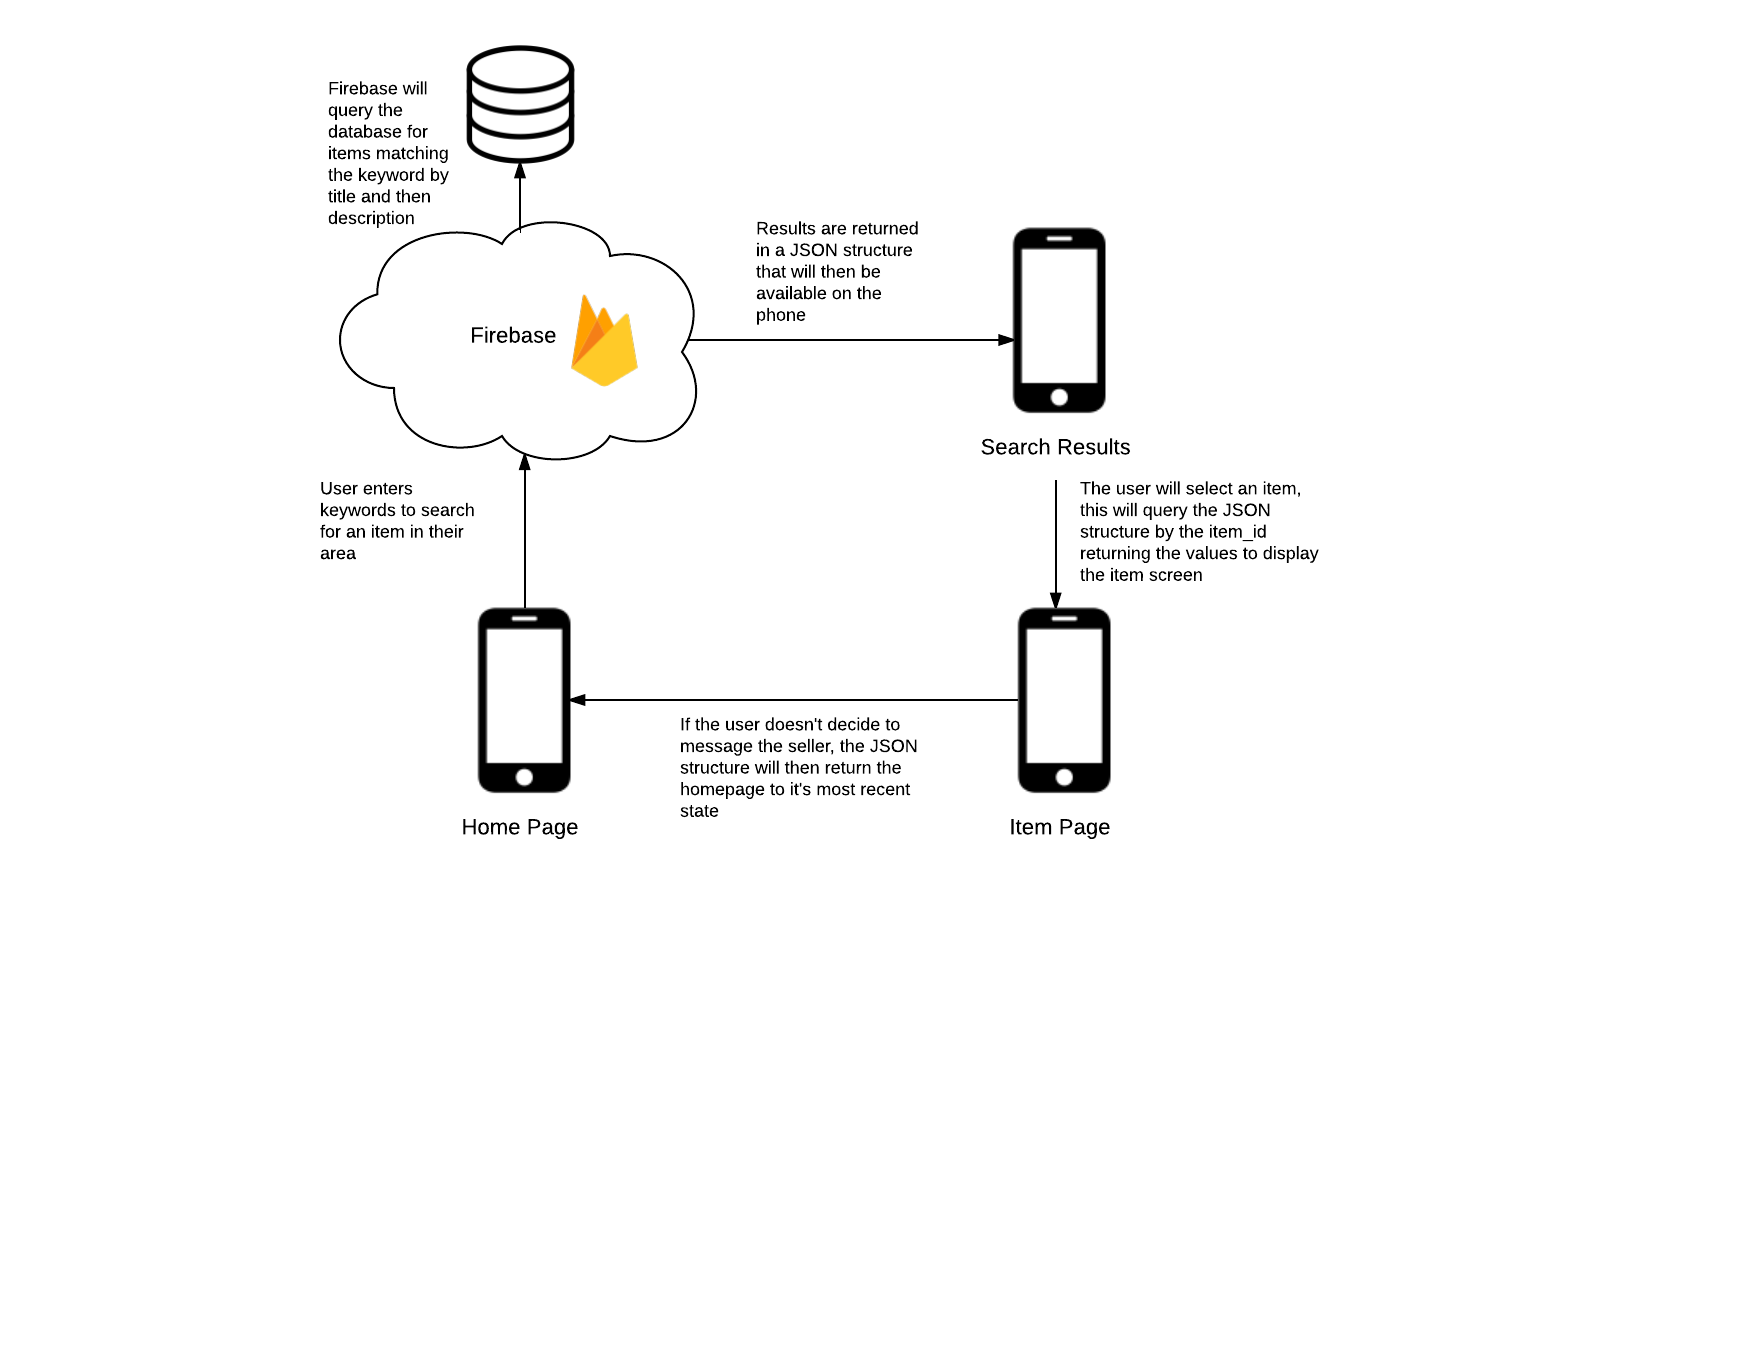 Firebase will
query the
database for
items matching
the keyword by
title and then
description
Results are returned
in a JSON structure
that will then be
available on the
phone
Firebase
Search Results
User enters
keywords to search
for an item in their
area
The user will select an item,
this will query the JSON
structure by the item_id
returning the values to display
the item screen
If the user doesn't decide to
message the seller, the JSON
structure will then return the
homepage to it's most recent
state
Home Page
Item Page